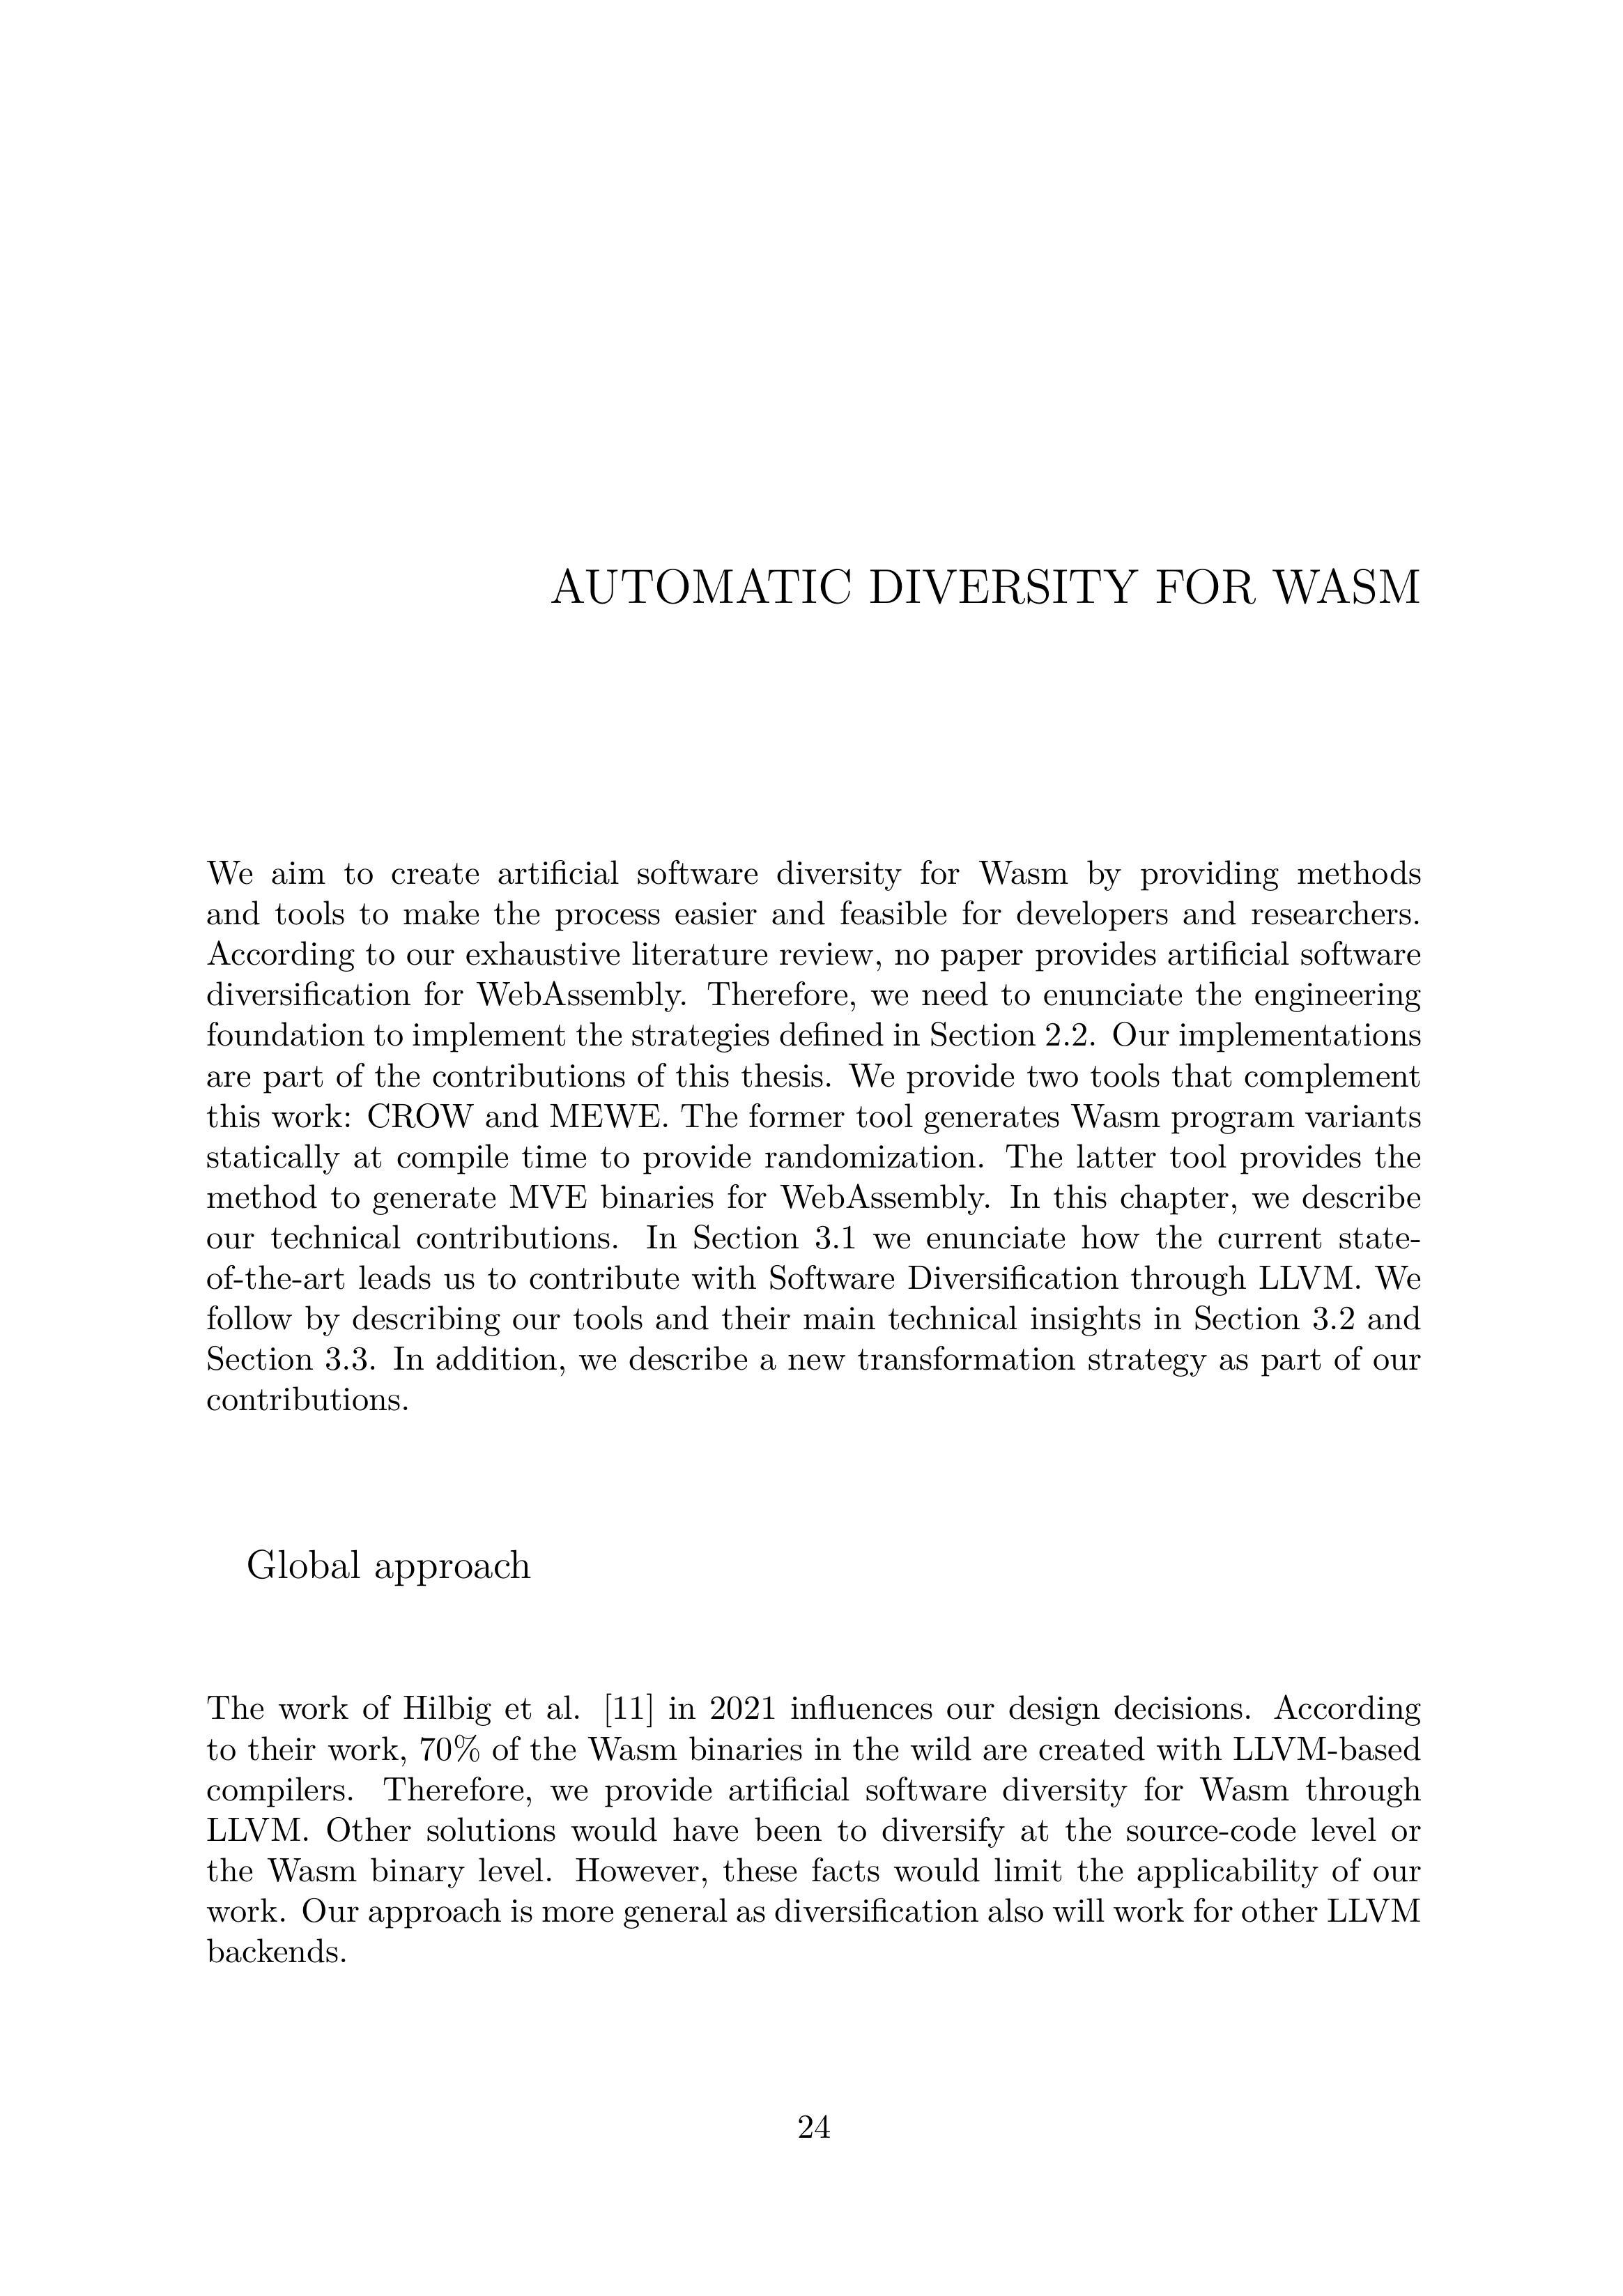 AUTOMATIC DIVERSITY FOR WASM
We aim to create artificial software diversity for Wasm by providing methods
and tools to make the process easier and feasible for developers and researchers.
According to our exhaustive literature review, no paper provides artificial software
diversification for WebAssembly. Therefore, we need to enunciate the engineering
foundation to implement the strategies defined in Section 2.2. Our implementations
are part of the contributions of this thesis. We provide two tools that complement
this work: CROW and MEWE. The former tool generates Wasm program variants
statically at compile time to provide randomization. The latter tool provides the
method to generate MVE binaries for WebAssembly. In this chapter, we describe
our technical contributions. In Section 3.1 we enunciate how the current state-
of-the-art leads us to contribute with Software Diversification through LLVM. We
follow by describing our tools and their main technical insights in Section 3.2 and
Section 3.3. In addition, we describe a new transformation strategy as part of our
contributions.
Global approach
The work of Hilbig et al. [11] in 2021 influences our design decisions. According
to their work, 70% of the Wasm binaries in the wild are created with LLVM-based
compilers. Therefore, we provide artificial software diversity for Wasm through
LLVM. Other solutions would have been to diversify at the source-code level or
the Wasm binary level. However, these facts would limit the applicability of our
work. Our approach is more general as diversification also will work for other LLVM
backends.
24